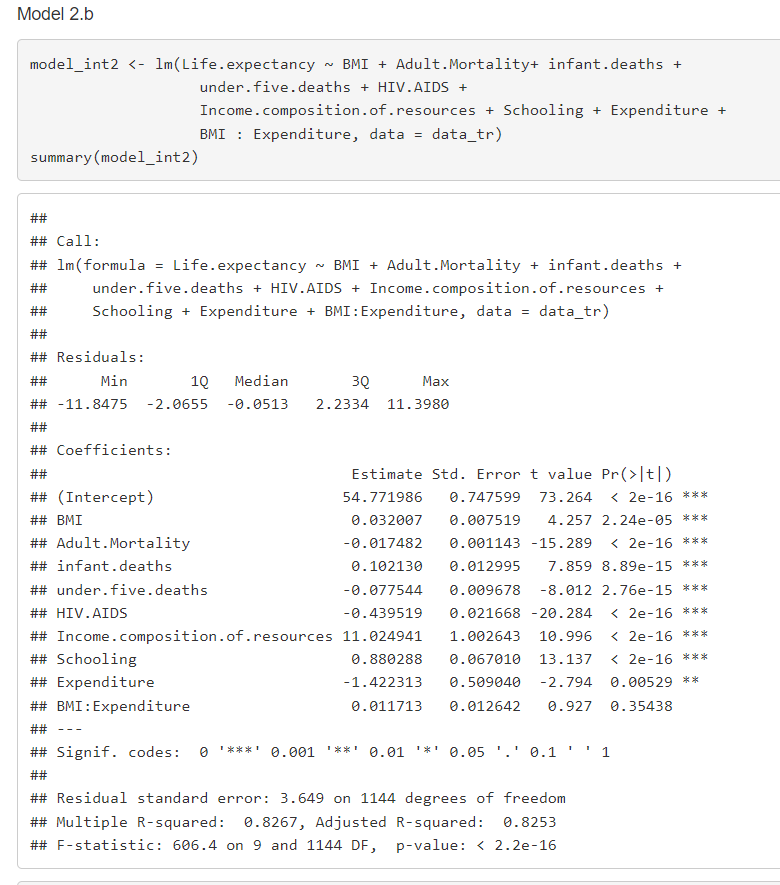 Model 2.b
model_int2 <- lm(Life.expectancy ~ BMI + Adult.Mortality+ infant.deaths +
                   under.five.deaths + HIV.AIDS +
                   Income.composition.of.resources + Schooling + Expenditure +
                   BMI : Expenditure, data = data_tr)
summary(model_int2)
##
## Call:
## lm(formula = Life.expectancy ~ BMI + Adult.Mortality + infant.deaths +
##     under.five.deaths + HIV.AIDS + Income.composition.of.resources +
##     Schooling + Expenditure + BMI:Expenditure, data = data_tr)
##
## Residuals:
##      Min       1Q   Median       3Q      Max
## -11.8475  -2.0655  -0.0513   2.2334  11.3980
##
## Coefficients:
##                                  Estimate Std. Error t value Pr(>|t|)
## (Intercept)                     54.771986   0.747599  73.264  < 2e-16 ***
## BMI                              0.032007   0.007519   4.257 2.24e-05 ***
## Adult.Mortality                 -0.017482   0.001143 -15.289  < 2e-16 ***
## infant.deaths                    0.102130   0.012995   7.859 8.89e-15 ***
## under.five.deaths               -0.077544   0.009678  -8.012 2.76e-15 ***
## HIV.AIDS                        -0.439519   0.021668 -20.284  < 2e-16 ***
## Income.composition.of.resources 11.024941   1.002643  10.996  < 2e-16 ***
## Schooling                        0.880288   0.067010  13.137  < 2e-16 ***
## Expenditure                     -1.422313   0.509040  -2.794  0.00529 **
## BMI:Expenditure                  0.011713   0.012642   0.927  0.35438
## ---
## Signif. codes:  0 '***' 0.001 '**' 0.01 '*' 0.05 '.' 0.1 ' ' 1
##
## Residual standard error: 3.649 on 1144 degrees of freedom
## Multiple R-squared:  0.8267, Adjusted R-squared:  0.8253
## F-statistic: 606.4 on 9 and 1144 DF,  p-value: < 2.2e-16